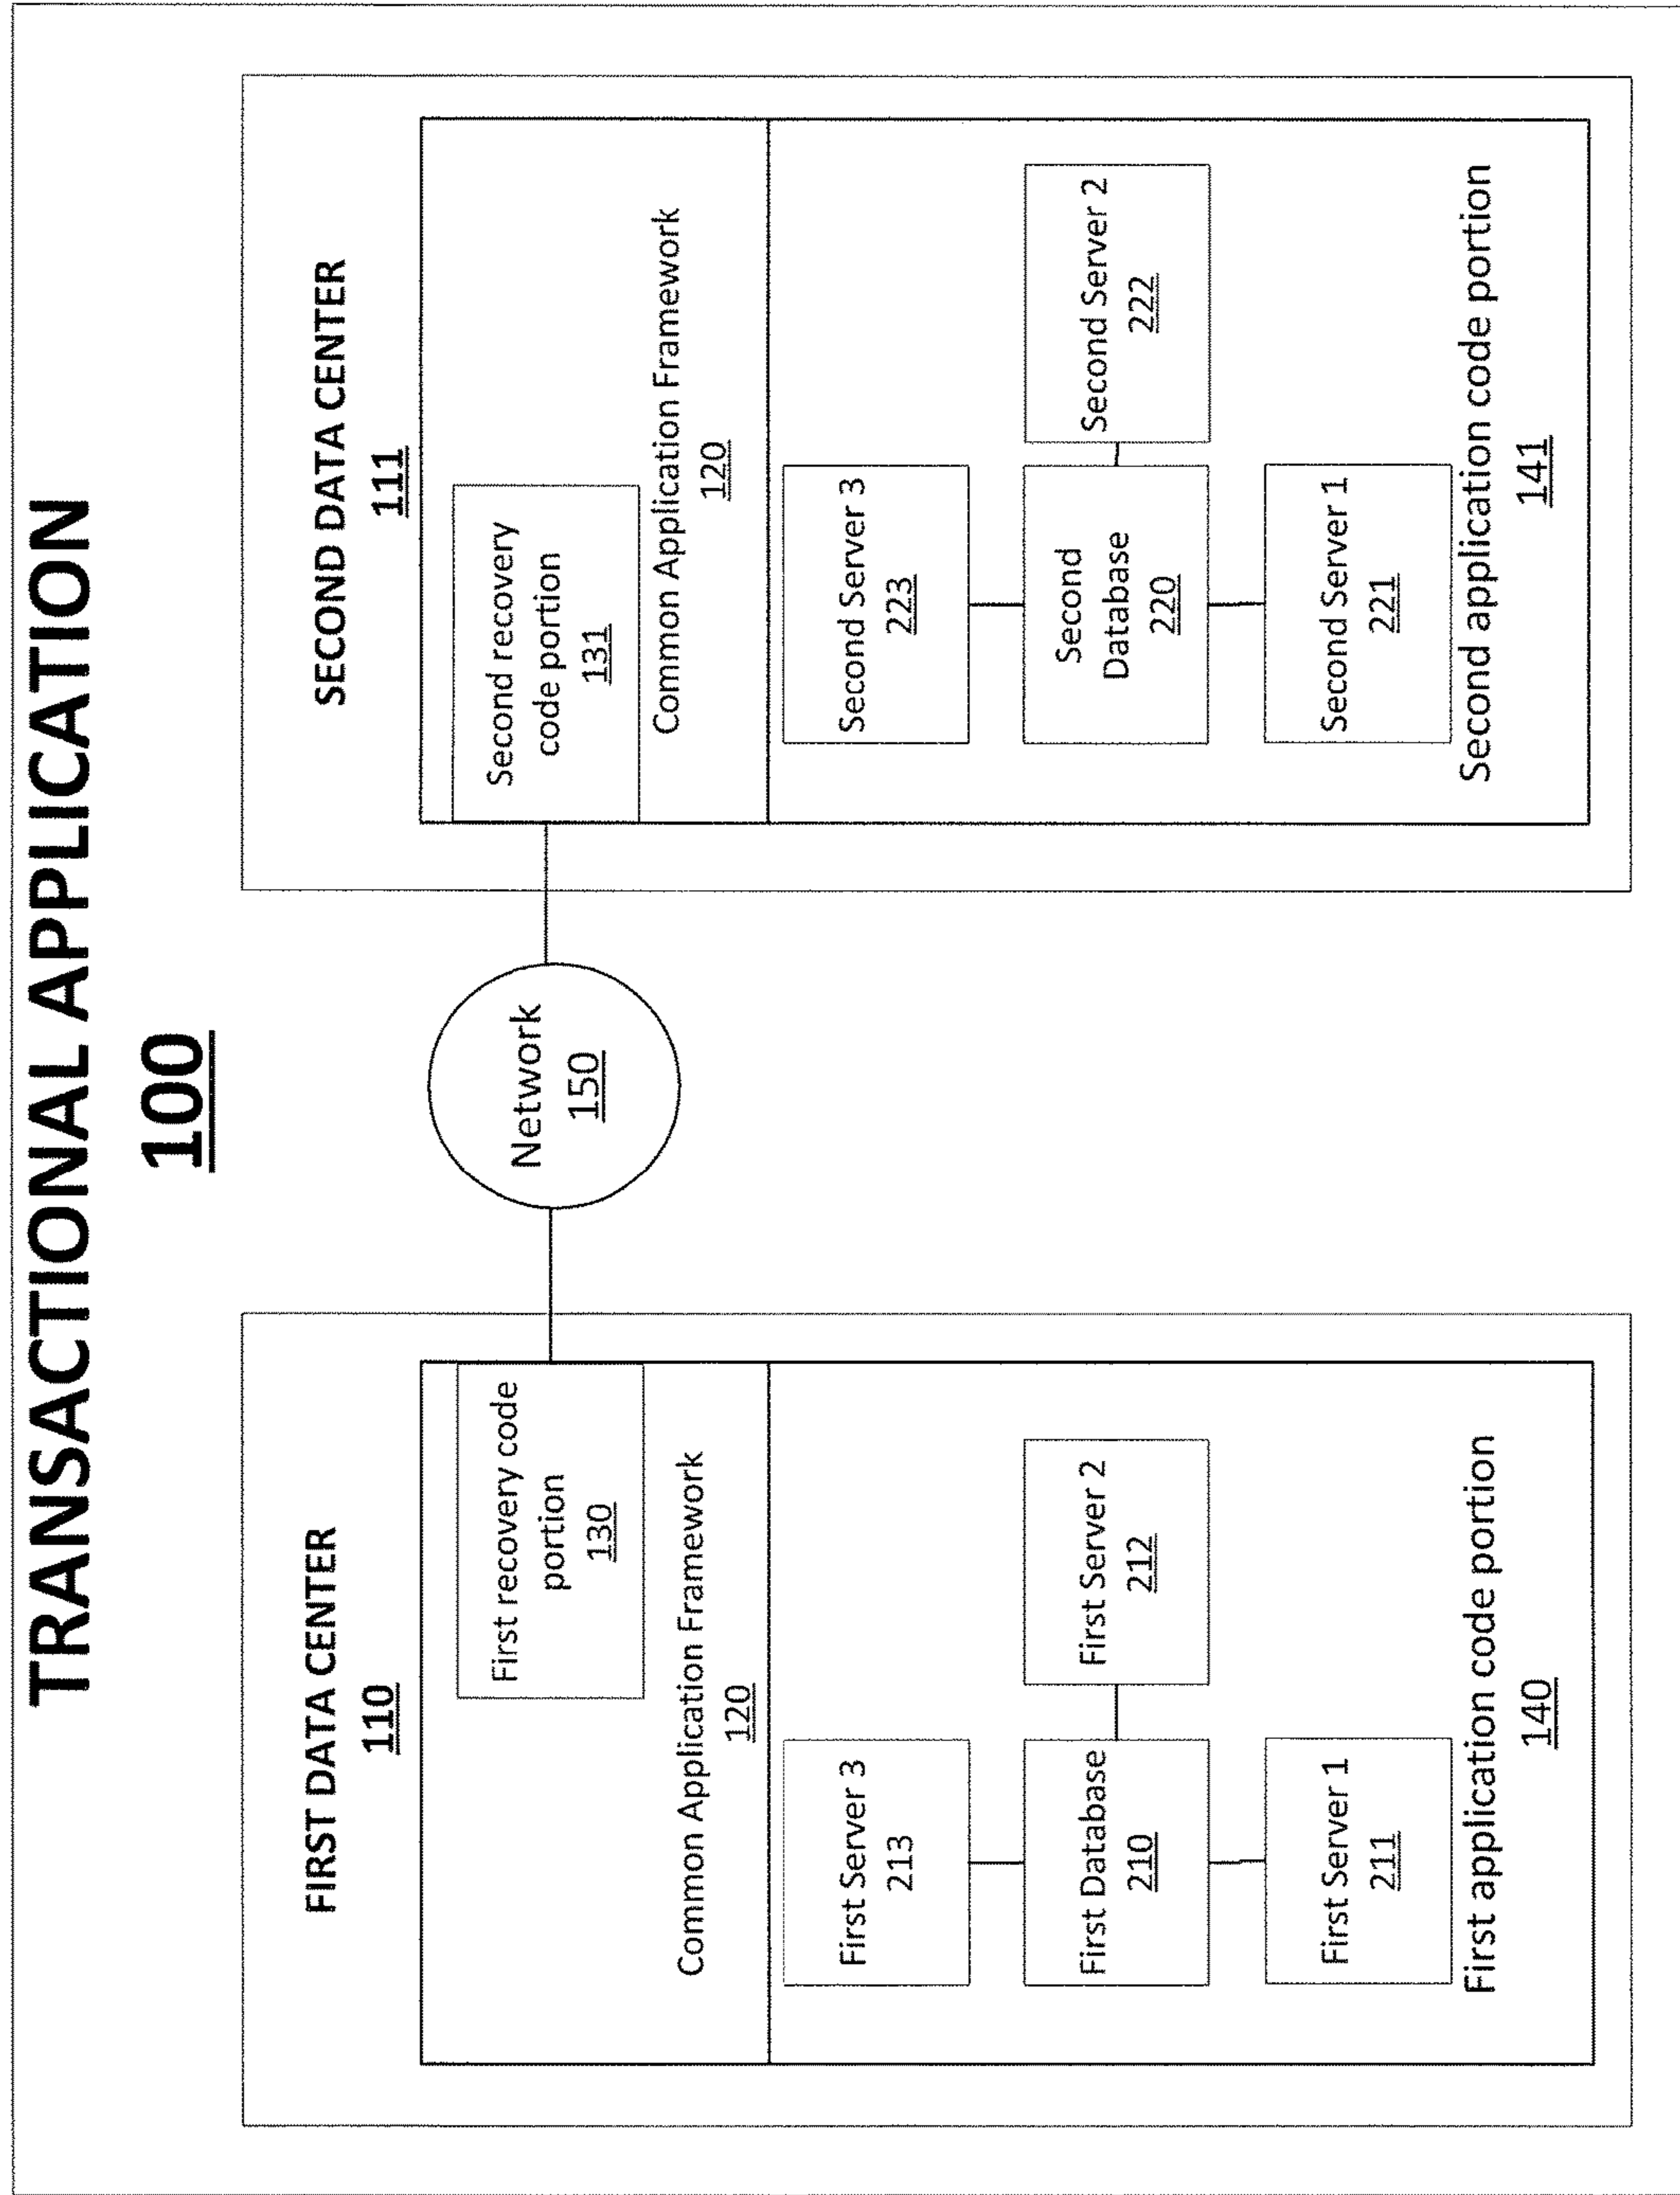 TRANSACTIONAL APPLICATION
100
FIRST DATA CENTER
110
First recovery code
portion
130
Common Application Framework
120
First Server 3
213
First Database
210
First Server 2
212
First Server 1
211
First application code portion
140
Network
150
SECOND DATA CENTER
111
Second recovery
code portion
131
Common Application Framework
120
Second Server 3
223
Second
Database
220
Second Server 2
222
Second Server 1
221
Second application code portion
141